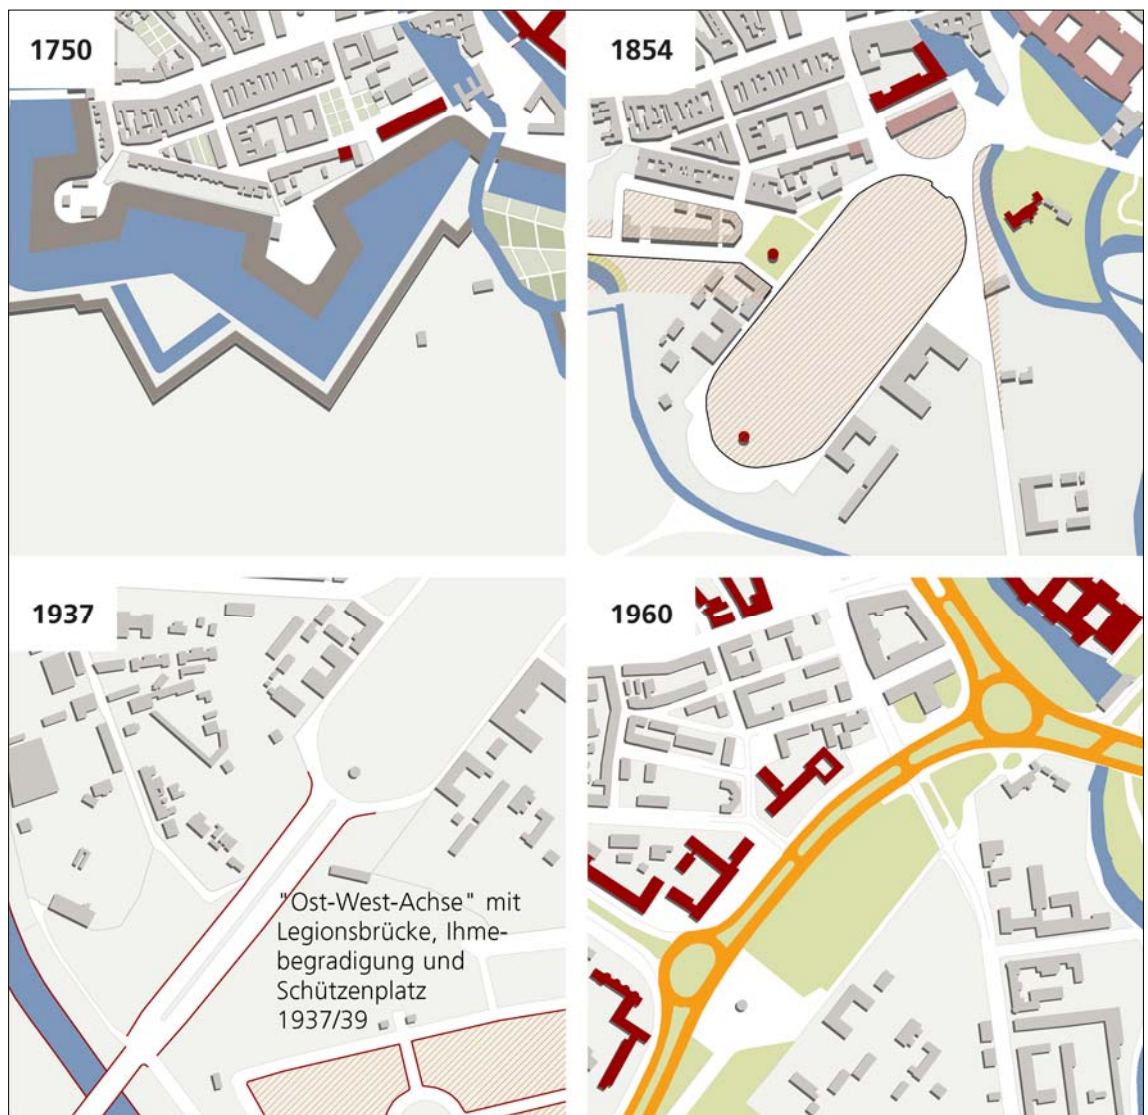 1750
1854
1937
1960
"Ost-West-Achse" mit
Legionsbrücke, Ihme-
begradigung und
Schützenplatz
1937/39